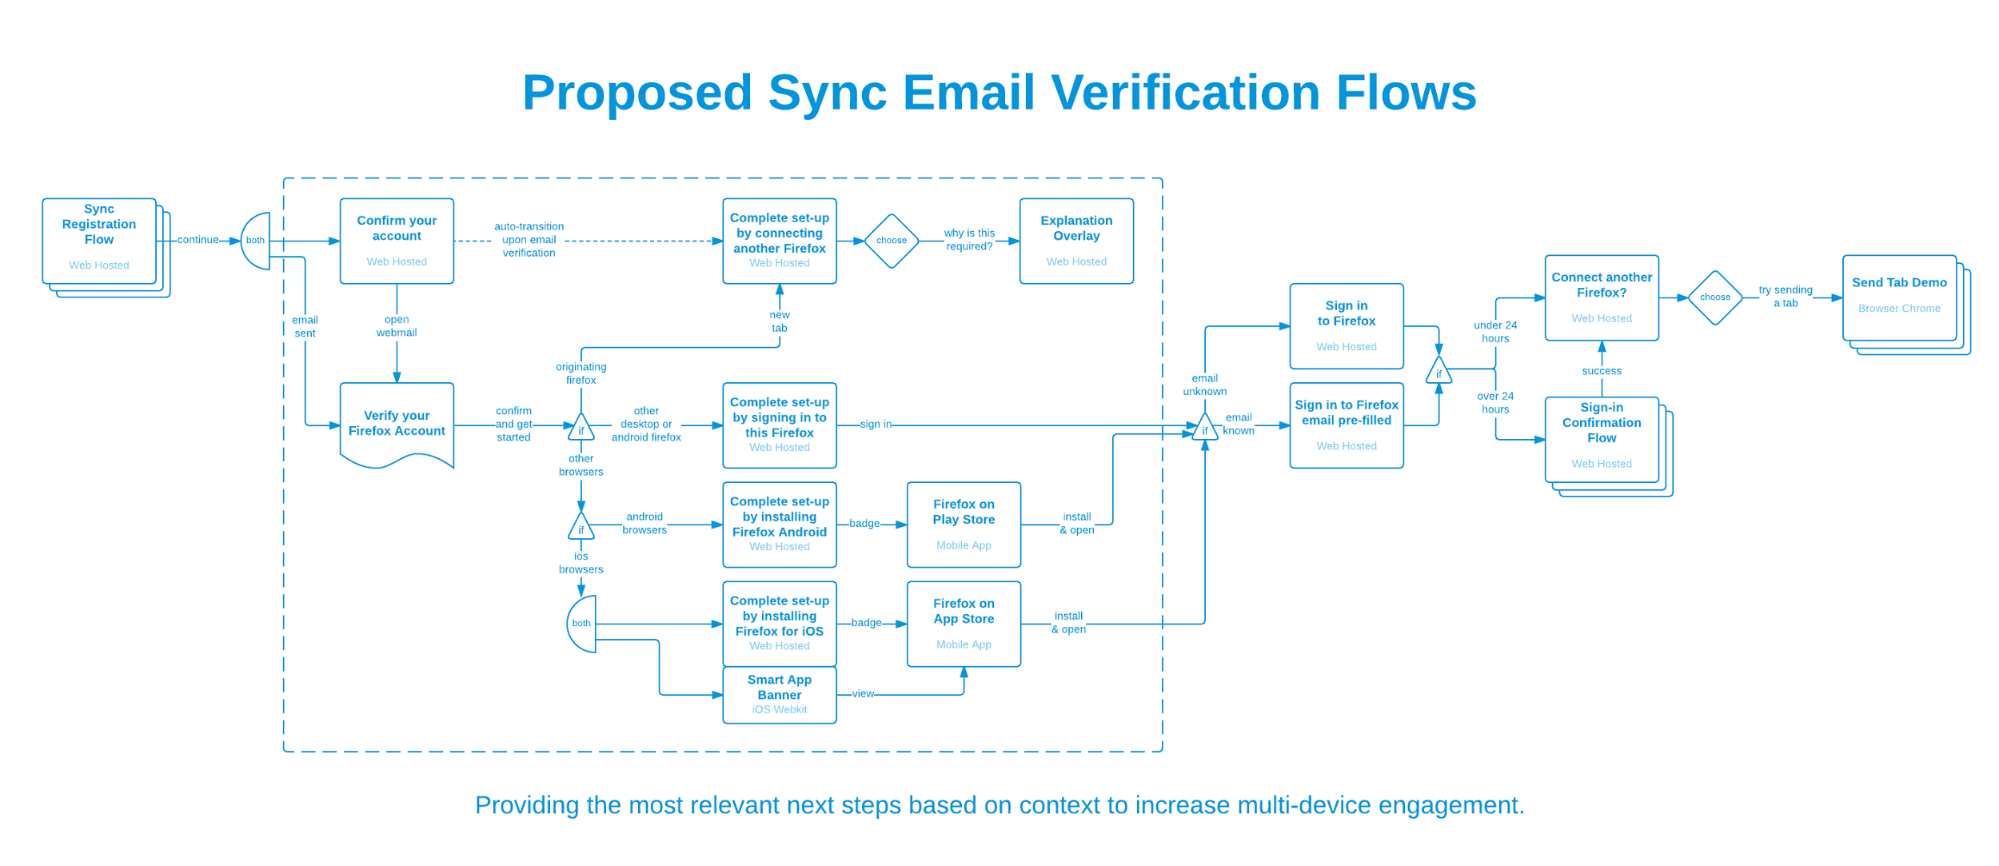 Proposed Sync Email Verification Flows
Sync
Registration
Flow
Web Hosted
continue
both
email
sent
Confirm your
account
Web Hosted
open
webmail
auto-transition
upon email
verification
Verify your
Firefox Account
confirm
and get
started
if
originating
firefox
new
tab
Complete set-up
by connecting
another Firefox
Web Hosted
choose
why is this
required?
Explanation
Overlay
Web Hosted
other
desktop or
android firefox
Complete set-up
by signing in to
this Firefox
Web Hosted
sign in
other
browsers
if
android
browsers
Complete set-up
by installing
Firefox Android
Web Hosted
badge
Firefox on
Play Store
Mobile App
install
& open
ios
browsers
both
Complete set-up
by installing
Firefox for iOS
Web Hosted
badge
Firefox on
App Store
Mobile App
install
& open
Smart App
Banner
iOS Webkit
view
if
email
unknown
Sign in
to Firefox
Web Hosted
email
known
Sign in to Firefox
email pre-filled
Web Hosted
if
under 24
hours
Connect another
Firefox?
Web Hosted
over 24
hours
Sign-in
Confirmation
Flow
Web Hosted
success
choose
try sending
a tab
Send Tab Demo
Browser Chrome
Providing the most relevant next steps based on context to increase multi-device engagement.